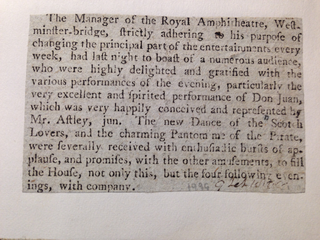 The Manager of the Royal Amphitheatre, West-
minster-bridge, strictly adhering to his purpose of
changing the principal part of the entertainments every
week, had last night to boast of a numerous audience,
who were highly delighted and gratified with the
various performances of the evening, particularly the
very excellent and spirited performance of Don Juan,
which was very happily conceived and represented by
Mr. Astley, jun. The new Dance of the Scotch
Lovers, and the charming Pantomime of the Pirate,
were severally received with enthusiastic bursts of ap-
plause, and promises, with the other amusements, to fill
the House, not only this, but the four following even-
ings, with company.